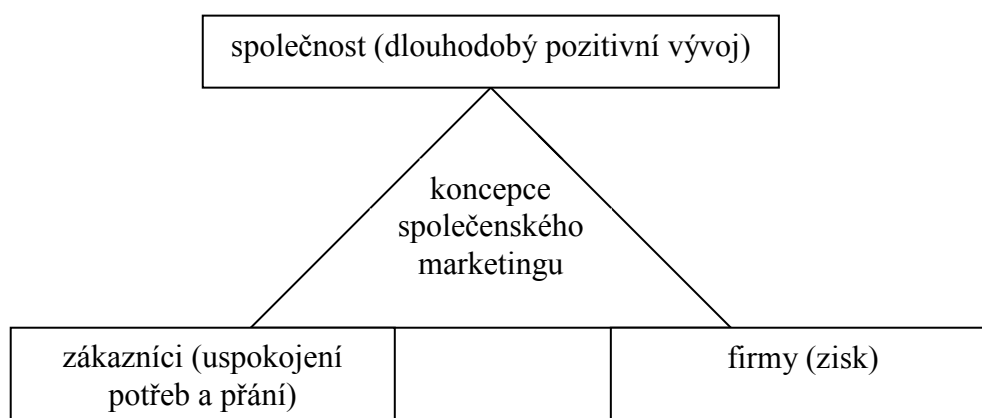 společnost (dlouhodobý pozitivní vývoj)
koncepce
společenského
marketingu
zákazníci (uspokojení
potřeb a přání)
firmy (zisk)